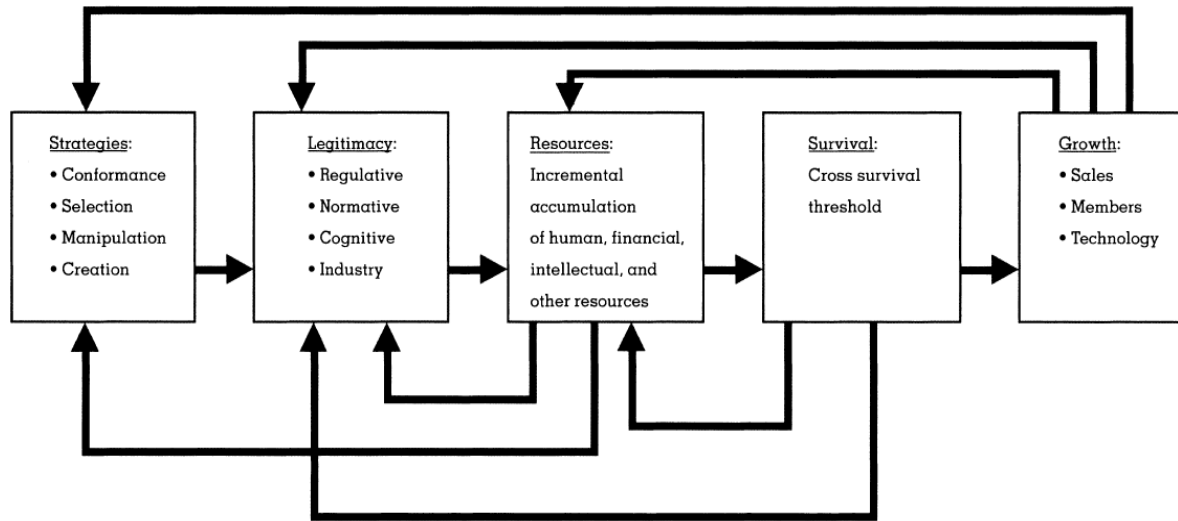 Strategies:
• Conformance
• Selection
• Manipulation
• Creation
Legitimacy:
• Regulative
• Normative
• Cognitive
• Industry
Resources:
Incremental
accumulation
of human, financial,
intellectual, and
other resources
Survival:
Cross survival
threshold
Growth:
• Sales
• Members
• Technology